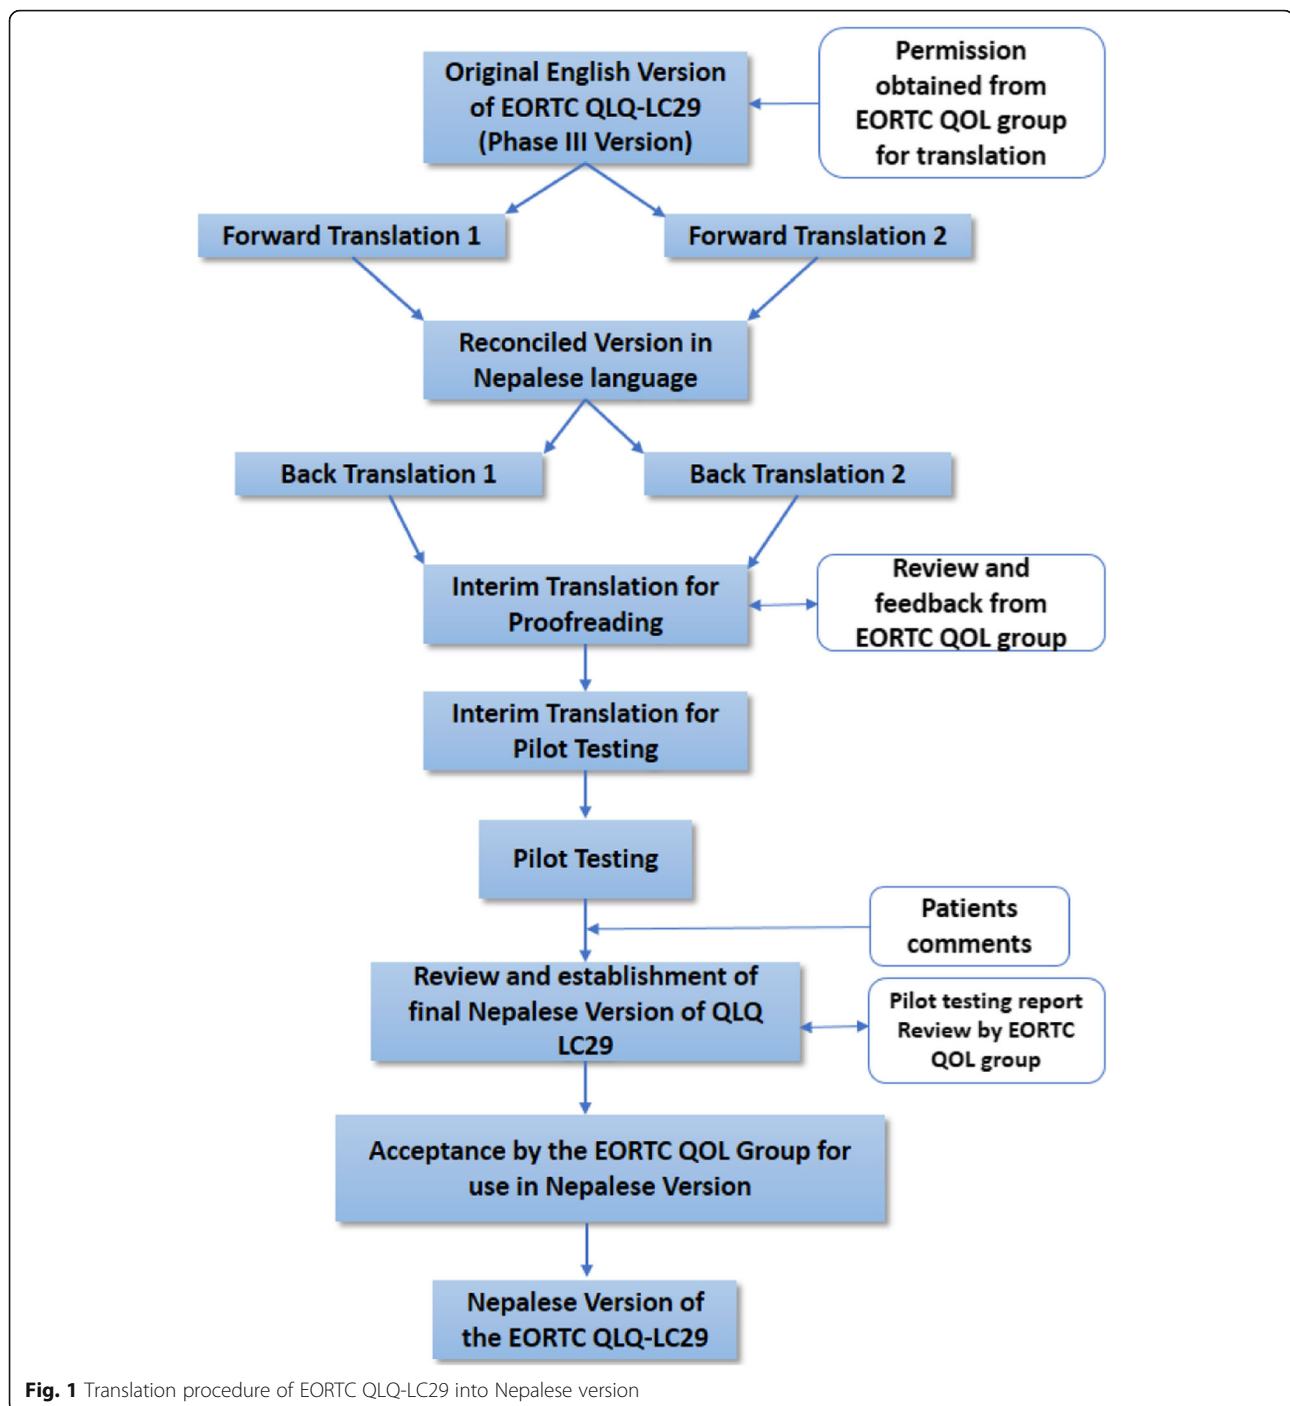 Original English Version
of EORTC QLQ-LC29
(Phase III Version)
Permission
obtained from
EORTC QOL group
for translation
Forward Translation 1
Forward Translation 2
Reconciled Version in
Nepalese language
Back Translation 1
Back Translation 2
Interim Translation for
Proofreading
Review and
feedback from
EORTC QOL group
Interim Translation for
Pilot Testing
Pilot Testing
Patients
comments
Review and establishment of
final Nepalese Version of QLQ
LC29
Pilot testing report
Review by EORTC
QOL group
Acceptance by the EORTC QOL Group for
use in Nepalese Version
Nepalese Version of
the EORTC QLQ-LC29
Fig. 1 Translation procedure of EORTC QLQ-LC29 into Nepalese version